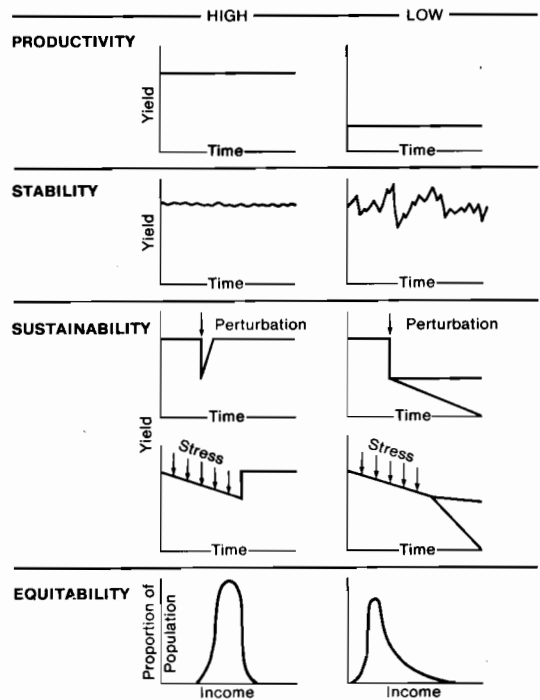 HIGH LOW
PRODUCTIVITY
Yield
Time Time
STABILITY
Yield
Time Time
SUSTAINABILITY
Perturbation Perturbation
Time Time
Yield
Stress Stress
Time Time
EQUITABILITY
Proportion of
Population
Income Income